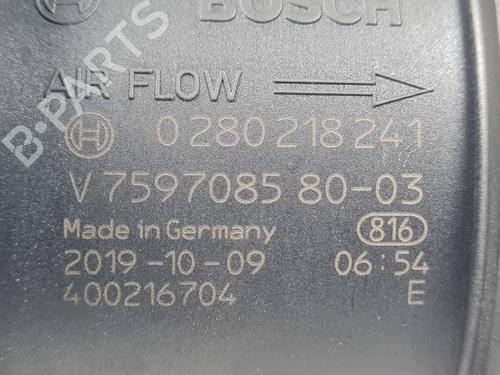 BOSCH
AIR FLOW
0 280 218 241
V 7597085 80-03
Made in Germany 816
2019-10-09 06:54
400216704 E
B-PARTS